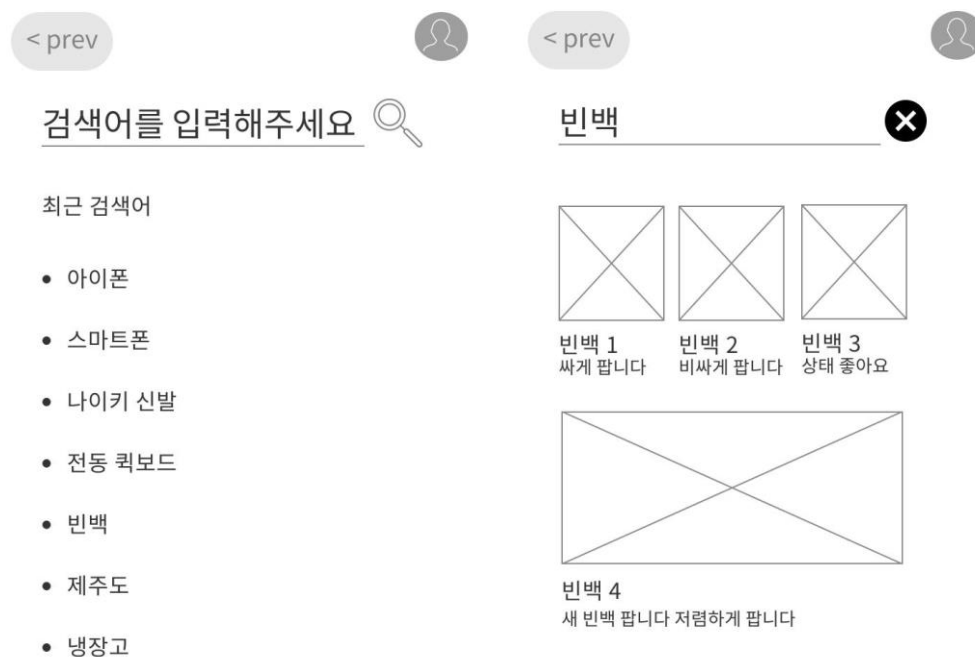 < prev
검색어를 입력해주세요
최근 검색어
• 아이폰
• 스마트폰
• 나이키 신발
• 전동 퀵보드
• 빈백
• 제주도
• 냉장고
< prev
빈백
빈백 1
싸게 팝니다
빈백 2
비싸게 팝니다
빈백 3
상태 좋아요
빈백 4
새 빈백 팝니다 저렴하게 팝니다